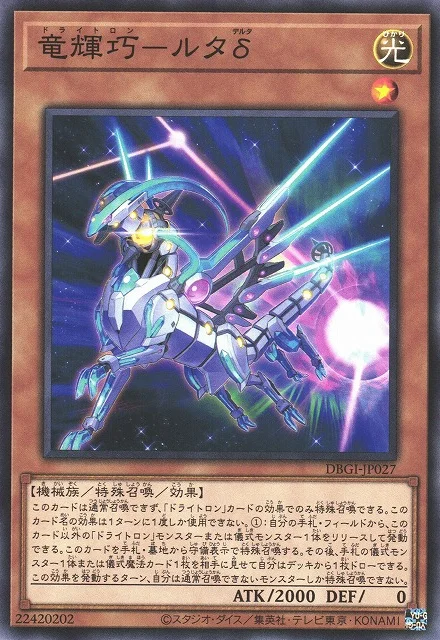 ドライトロン デルタ
竜輝巧－ルタδ
ひかり
光
DBGI-JP027
【機械族／特殊召喚／効果】
このカードは通常召喚できず、「ドライトロン」カードの効果でのみ特殊召喚できる。この
カード名の効果は1ターンに1度しか使用できない。①：自分の手札・フィールドから、この
カード以外の「ドライトロン」モンスターまたは儀式モンスター1体をリリースして発動
できる。このカードを手札・墓地から守備表示で特殊召喚する。その後、手札の儀式モン
スター1体または儀式魔法カード1枚を相手に見せて自分はデッキから1枚ドローできる。
この効果を発動するターン、自分は通常召喚できないモンスターしか特殊召喚できない。
ATK/2000 DEF/ 0
22420202 ©スタジオ・ダイス／集英社・テレビ東京・KONAMI